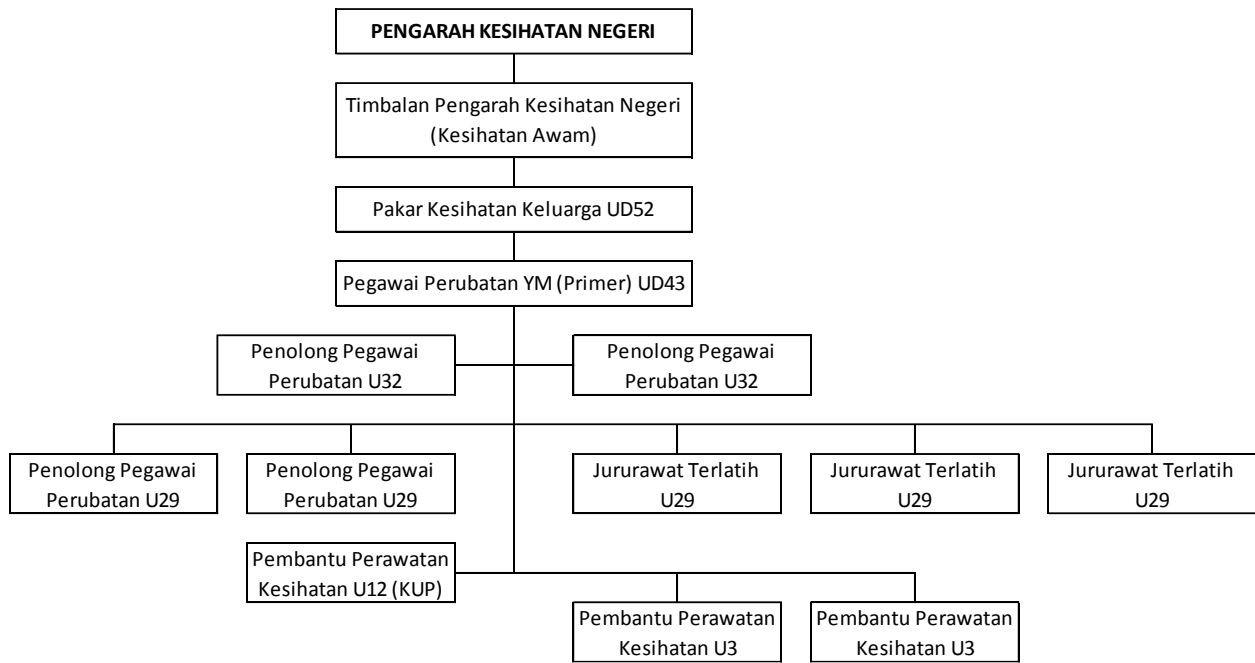 PENGARAH KESIHATAN NEGERI
Timbalan Pengarah Kesihatan Negeri
(Kesihatan Awam)
Pakar Kesihatan Keluarga UD52
Pegawai Perubatan YM (Primer) UD43
Penolong Pegawai
Perubatan U32
Penolong Pegawai
Perubatan U32
Penolong Pegawai
Perubatan U29
Penolong Pegawai
Perubatan U29
Jururawat Terlatih
U29
Jururawat Terlatih
U29
Jururawat Terlatih
U29
Pembantu Perawatan
Kesihatan U12 (KUP)
Pembantu Perawatan
Kesihatan U3
Pembantu Perawatan
Kesihatan U3